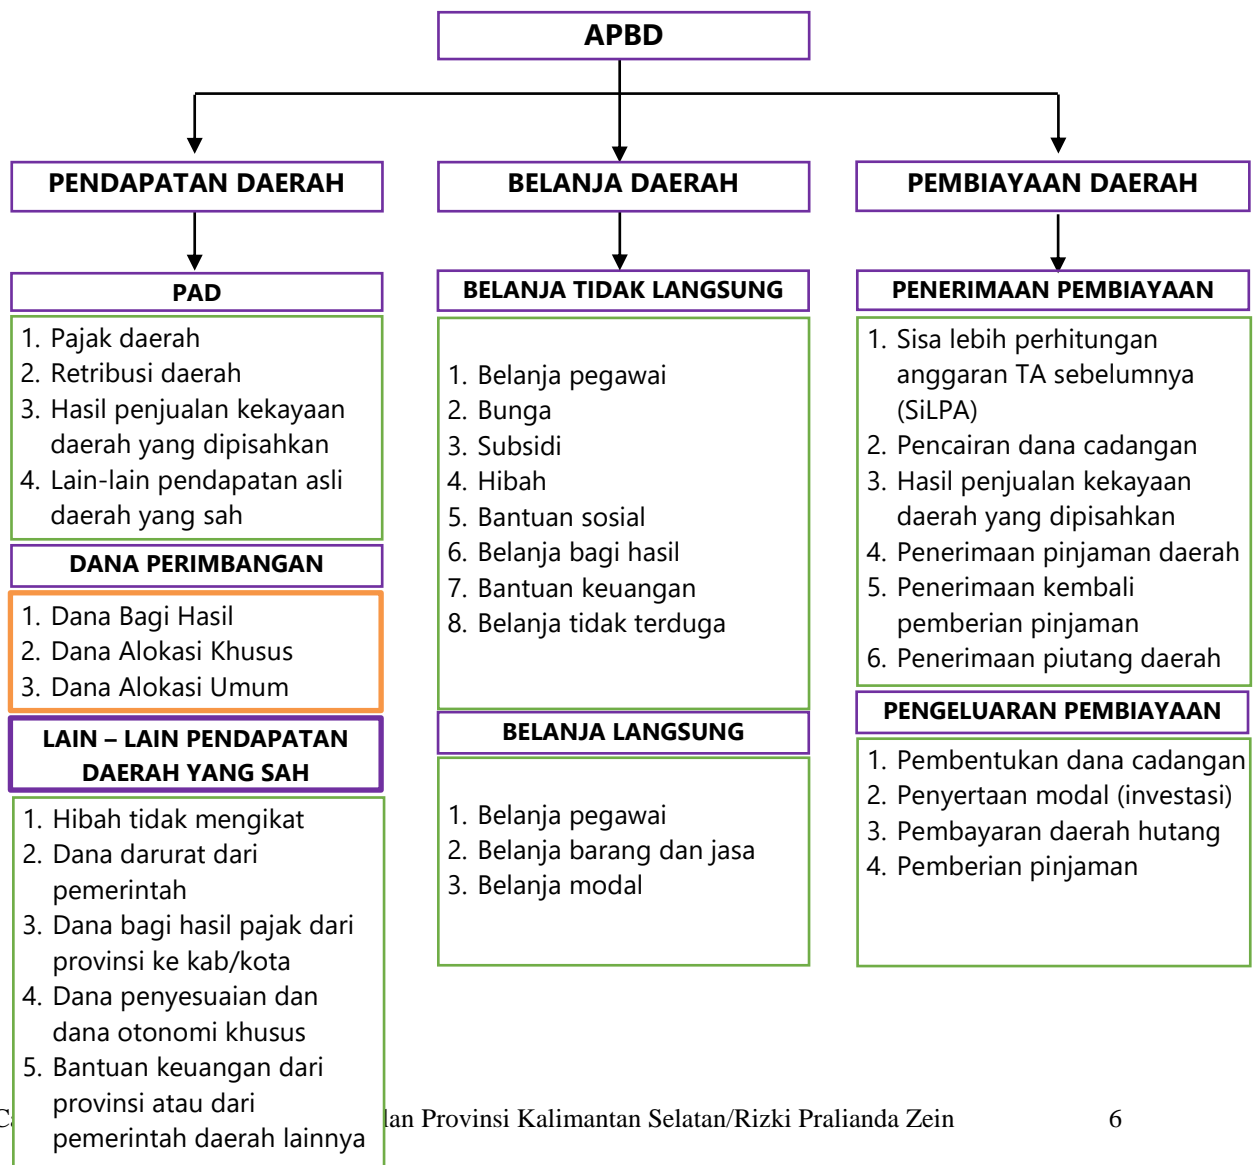 APBD
PENDAPATAN DAERAH
PAD
1. Pajak daerah
2. Retribusi daerah
3. Hasil penjualan kekayaan
daerah yang dipisahkan
4. Lain-lain pendapatan asli
daerah yang sah
DANA PERIMBANGAN
1. Dana Bagi Hasil
2. Dana Alokasi Khusus
3. Dana Alokasi Umum
LAIN – LAIN PENDAPATAN
DAERAH YANG SAH
1. Hibah tidak mengikat
2. Dana darurat dari
pemerintah
3. Dana bagi hasil pajak dari
provinsi ke kab/kota
4. Dana penyesuaian dan
dana otonomi khusus
5. Bantuan keuangan dari
provinsi atau dari
pemerintah daerah lainnya
BELANJA DAERAH
BELANJA TIDAK LANGSUNG
1. Belanja pegawai
2. Bunga
3. Subsidi
4. Hibah
5. Bantuan sosial
6. Belanja bagi hasil
7. Bantuan keuangan
8. Belanja tidak terduga
BELANJA LANGSUNG
1. Belanja pegawai
2. Belanja barang dan jasa
3. Belanja modal
PEMBIAYAAN DAERAH
PENERIMAAN PEMBIAYAAN
1. Sisa lebih perhitungan
anggaran TA sebelumnya
(SiLPA)
2. Pencairan dana cadangan
3. Hasil penjualan kekayaan
daerah yang dipisahkan
4. Penerimaan pinjaman daerah
5. Penerimaan kembali
pemberian pinjaman
6. Penerimaan piutang daerah
PENGELUARAN PEMBIAYAAN
1. Pembentukan dana cadangan
2. Penyertaan modal (investasi)
3. Pembayaran daerah hutang
4. Pemberian pinjaman
Provinsi Kalimantan Selatan/Rizki Pralianda Zein 6